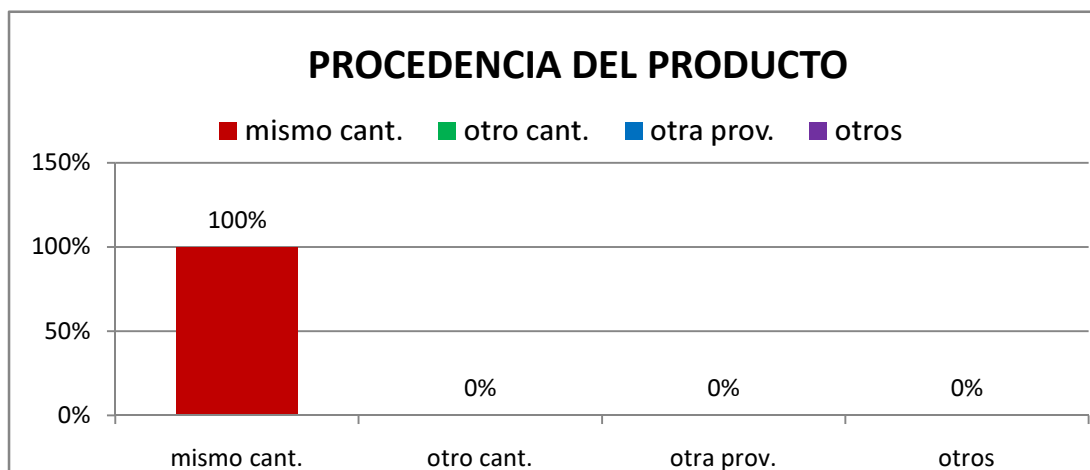 PROCEDENCIA DEL PRODUCTO
mismo cant. otro cant. otra prov. otros
150%
100%
100%
50%
0% 0% 0%
0%
mismo cant. otro cant. otra prov. otros